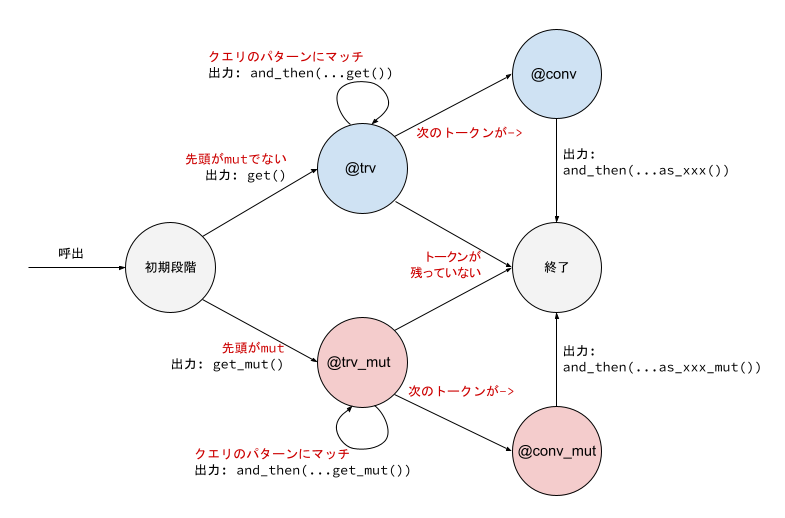 クエリのパターンにマッチ
出力: and_then(...get())
@conv
次のトークンが->
先頭がmutでない
出力: get()
@trv
出力:
and_then(...as_xxx())
呼出
初期段階
トークンが
残っていない
終了
先頭がmut
出力: get_mut()
@trv_mut
出力:
and_then(...as_xxx_mut())
次のトークンが->
クエリのパターンにマッチ
出力: and_then(...get_mut())
@conv_mut